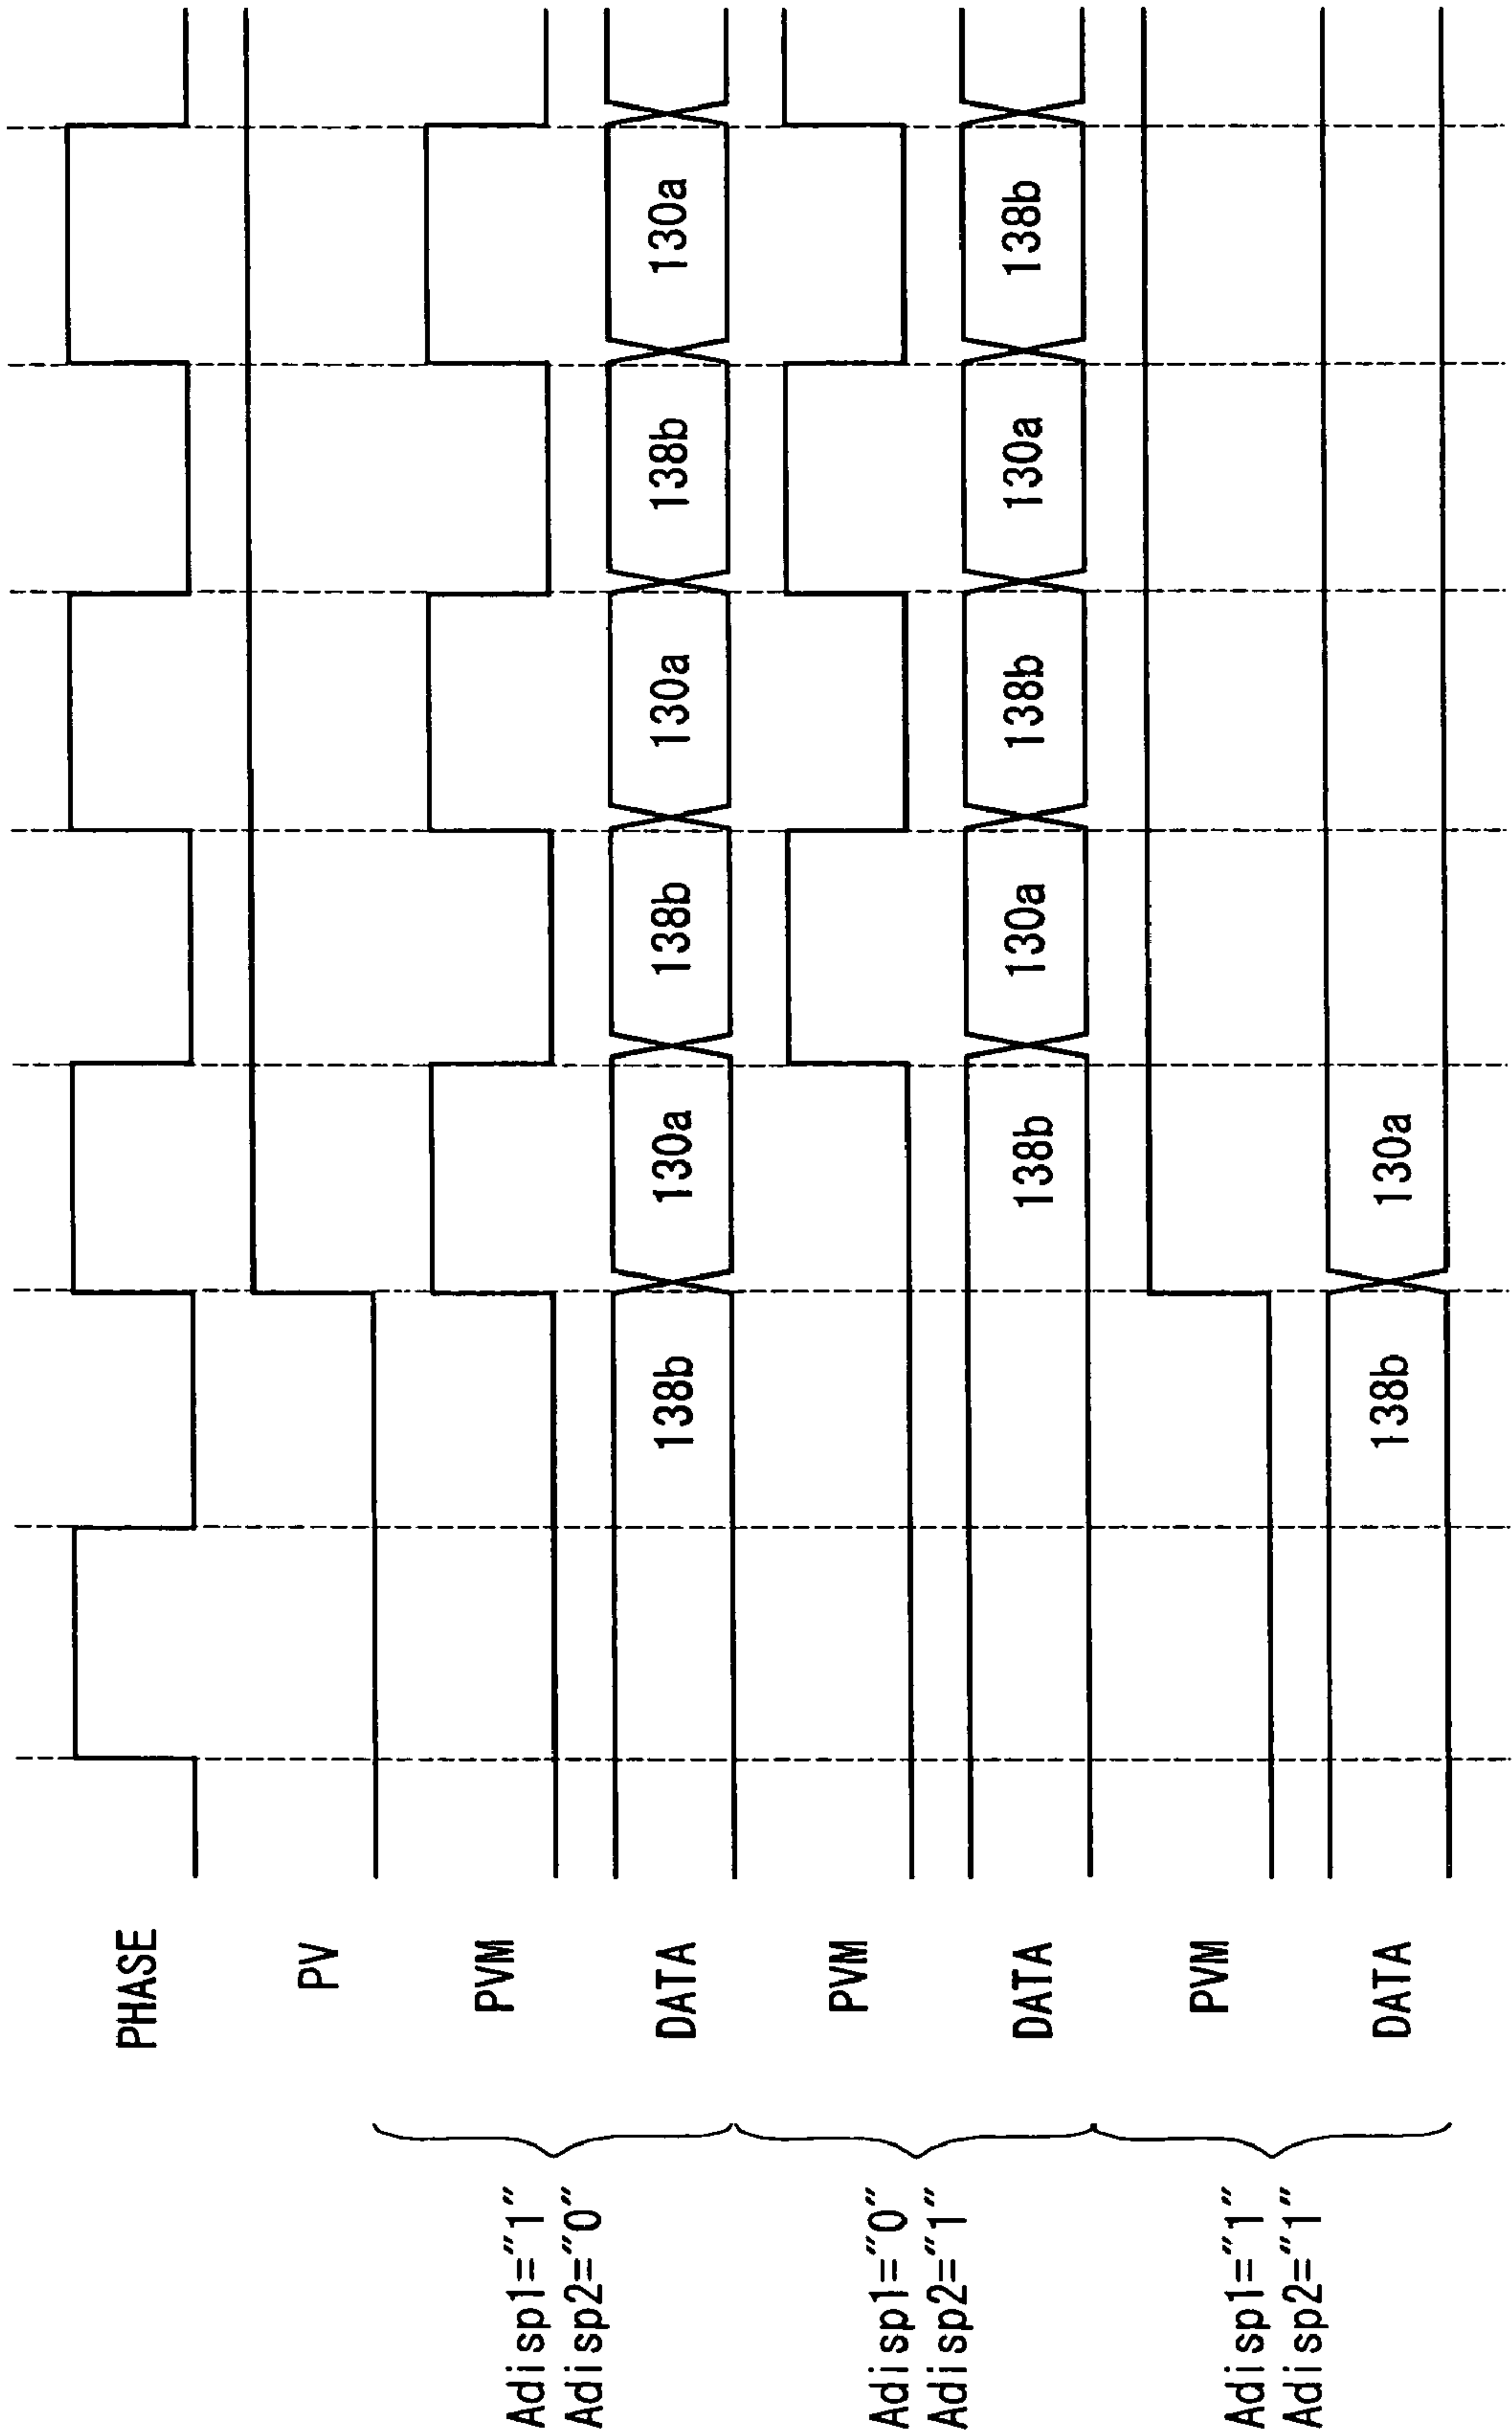 PHASE
PV
Adisp1="1"
Adisp2="0"
PVM
DATA 138b 130a 138b 130a 138b 130a
Adisp1="0"
Adisp2="1"
PVM
DATA 138b 130a 138b 130a 138b
Adisp1="1"
Adisp2="1"
PVM
DATA 138b 130a